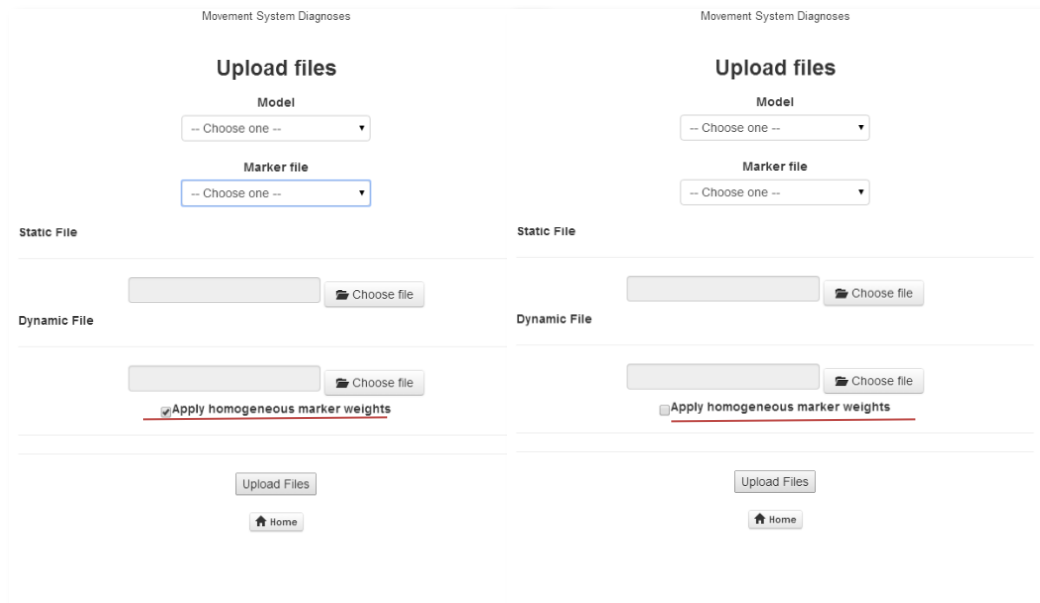 Movement System Diagnoses
Upload files
Model
-- Choose one --
Marker file
-- Choose one --
Static File
Choose file
Dynamic File
Choose file
Apply homogeneous marker weights
Upload Files
Home
Movement System Diagnoses
Upload files
Model
-- Choose one --
Marker file
-- Choose one --
Static File
Choose file
Dynamic File
Choose file
Apply homogeneous marker weights
Upload Files
Home